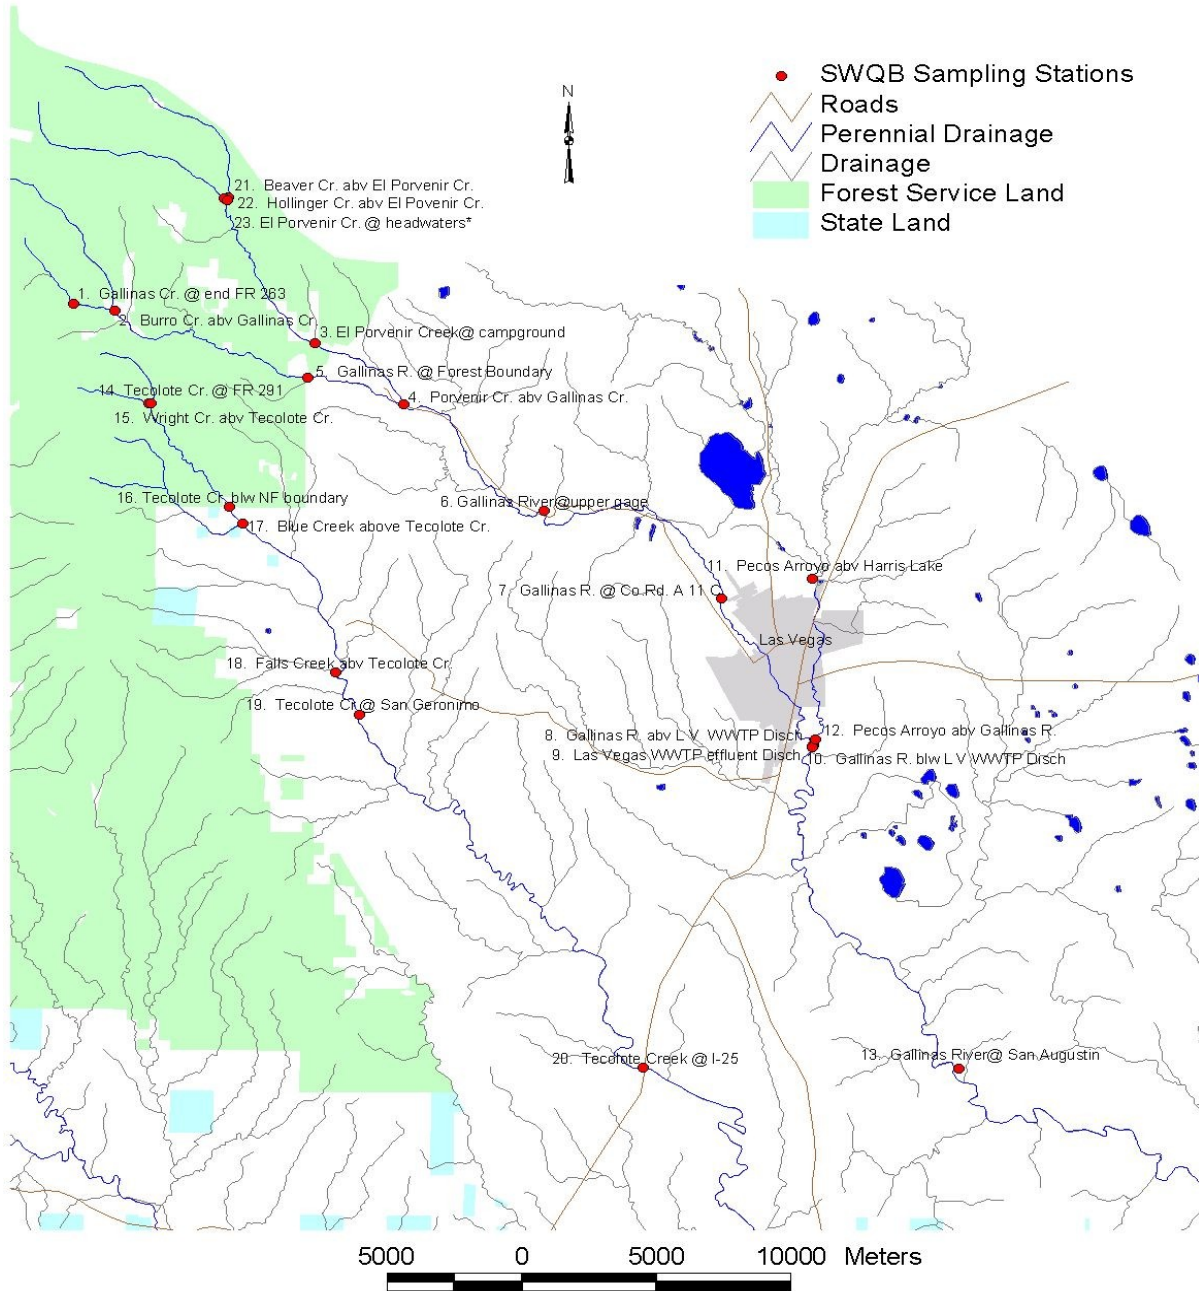 N
SWQB Sampling Stations
Roads
Perennial Drainage
Drainage
Forest Service Land
State Land
21. Beaver Cr. abv El Porvenir Cr.
22. Hollinger Cr. abv El Povenir Cr.
23. El Porvenir Cr. @ headwaters*
1. Gallinas Cr. @ end FR 263
2. Burro Cr. abv Gallinas Cr.
3. El Porvenir Creek@ campground
5. Gallinas R. @ Forest Boundary
14. Tecolote Cr. @ FR 291
4. Porvenir Cr. abv Gallinas Cr.
15. Wright Cr. abv Tecolote Cr.
16. Tecolote Cr. blw NF boundary
6. Gallinas River@upper gage
17. Blue Creek above Tecolote Cr.
11. Pecos Arroyo abv Harris Lake
7. Gallinas R. @ Co Rd. A 11 C
Las Vegas
18. Falls Creek abv Tecolote Cr.
19. Tecolote Cr. @ San Geronimo
12. Pecos Arroyo abv Gallinas R.
8. Gallinas R. abv L V WWTP Disch
9. Las Vegas WWTP effluent Disch
10. Gallinas R. blw L V WWTP Disch
20. Tecolote Creek @ I-25
13. Gallinas River@ San Augustin
5000 0 5000 10000 Meters